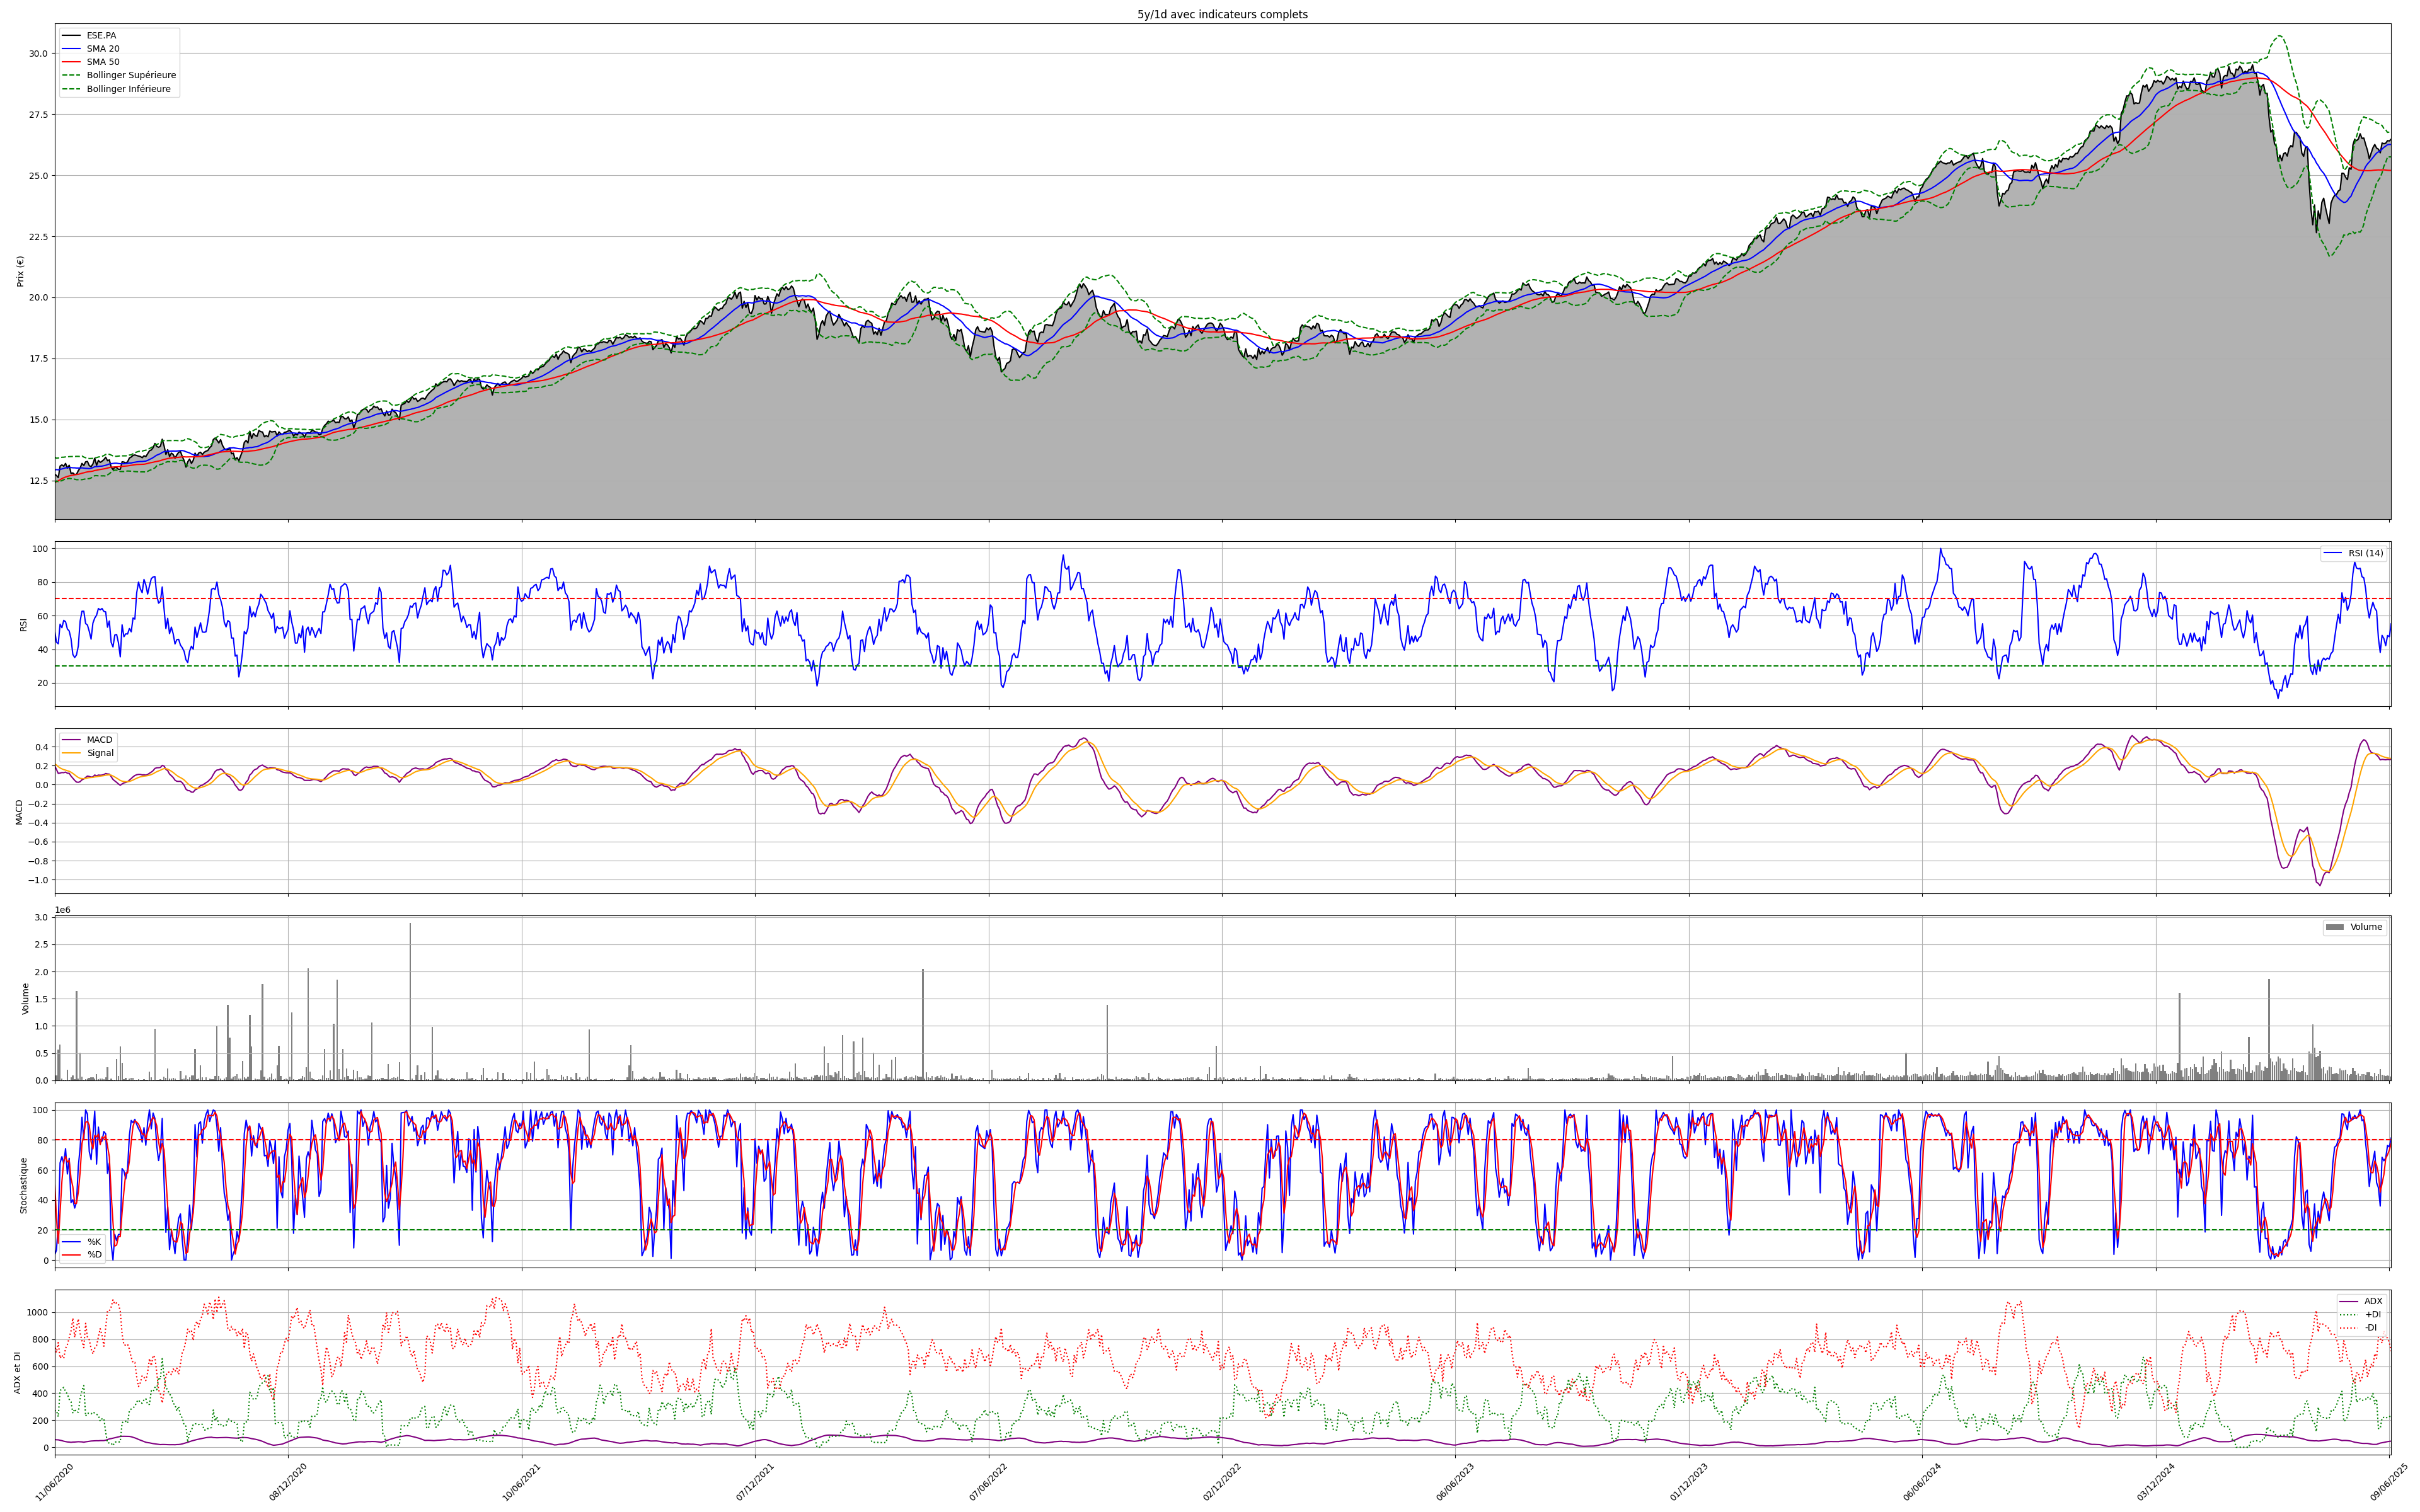 5y/1d avec indicateurs complets
ESE.PA
SMA 20
SMA 50
Bollinger Supérieure
Bollinger Inférieure
Prix (€)
30.0
27.5
25.0
22.5
20.0
17.5
15.0
12.5
RSI (14)
RSI
100
80
60
40
20
MACD
Signal
MACD
0.4
0.2
0.0
−0.2
−0.4
−0.6
−0.8
−1.0
1e6
Volume
Volume
3.0
2.5
2.0
1.5
1.0
0.5
0.0
Stochastique
100
80
60
40
20
0
%K
%D
ADX et DI
1000
800
600
400
200
0
ADX
+DI
-DI
11/06/2020
08/12/2020
10/06/2021
07/12/2021
07/06/2022
02/12/2022
06/06/2023
01/12/2023
06/06/2024
03/12/2024
09/06/2025